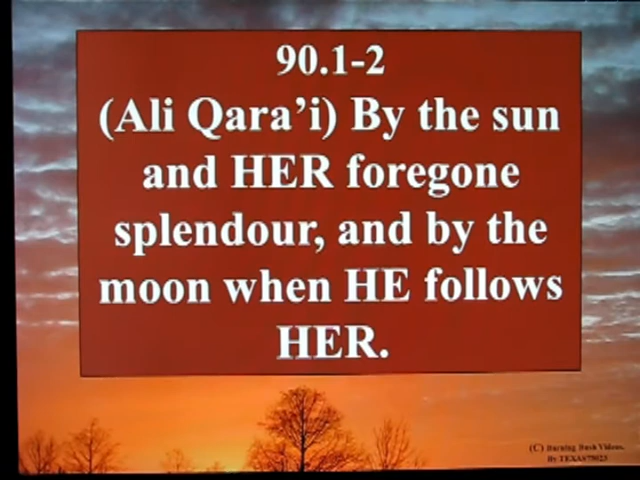 90.1-2
(Ali Qara'i) By the sun
and HER foregone
splendour, and by the
moon when HE follows
HER.
(C) Burning Bush Videos.
By TEXAS75023